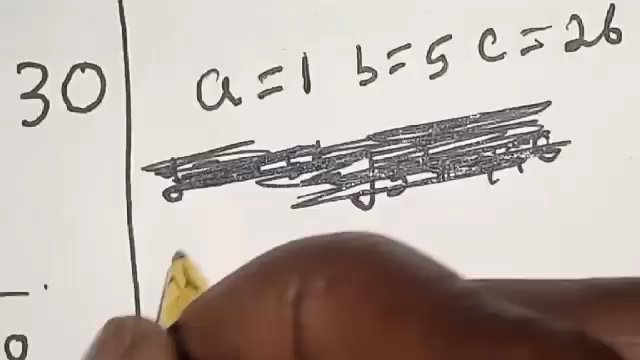 30
a = 1 b = 5 c = 26